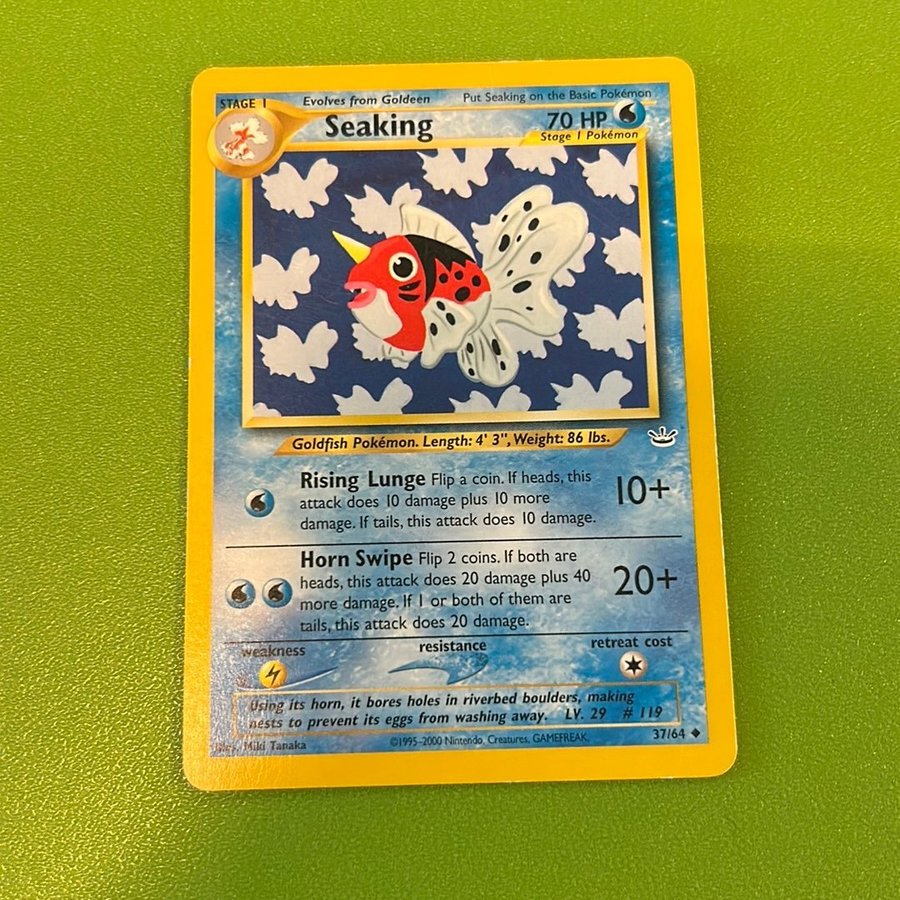 STAGE 1 Evolves from Goldeen Put Seaking on the Basic Pokémon
Seaking 70 HP
Stage 1 Pokémon
Goldfish Pokémon. Length: 4' 3", Weight: 86 lbs.
Rising Lunge Flip a coin. If heads, this
attack does 10 damage plus 10 more
damage. If tails, this attack does 10 damage.
10+
Horn Swipe Flip 2 coins. If both are
heads, this attack does 20 damage plus 40
more damage. If 1 or both of them are
tails, this attack does 20 damage.
20+
weakness resistance retreat cost
Using its horn, it bores holes in riverbed boulders, making
nests to prevent its eggs from washing away. LV. 29 # 119
Illus. Miki Tanaka ©1995-2000 Nintendo, Creatures, GAMEFREAK. 37/64